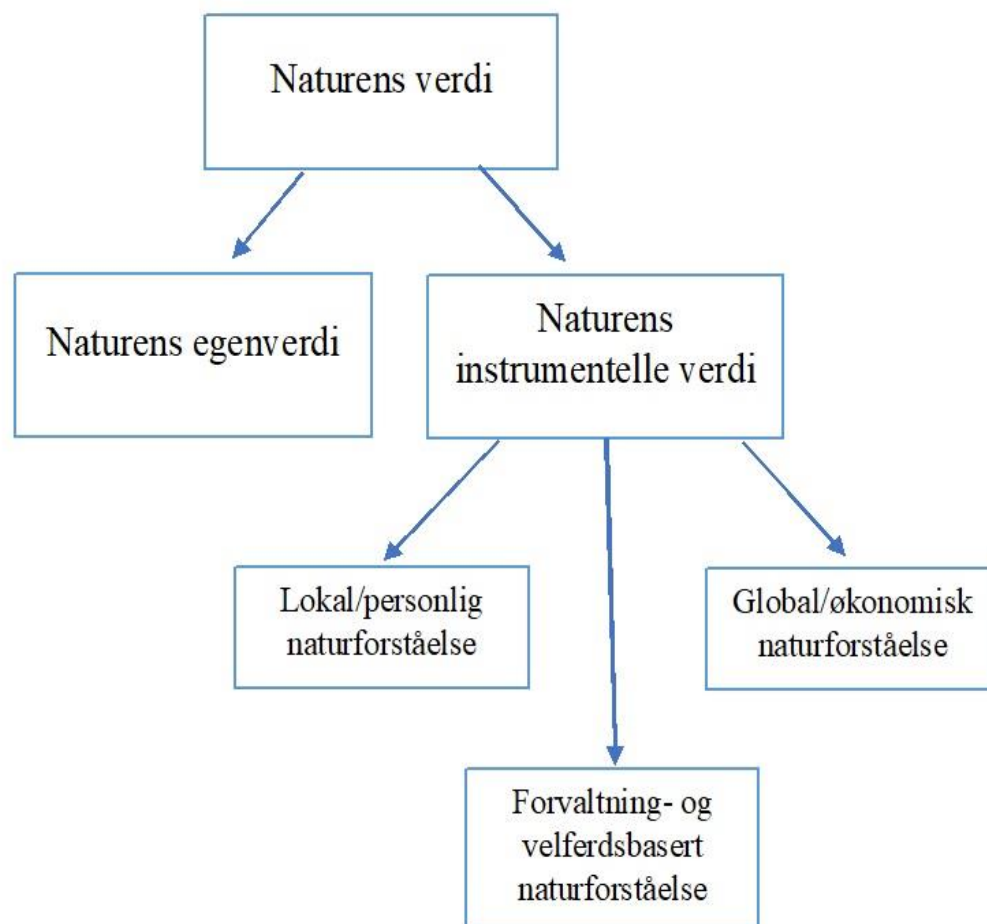 Naturens verdi
Naturens egenverdi
Naturens
instrumentelle verdi
Lokal/personlig
naturforståelse
Global/økonomisk
naturforståelse
Forvaltning- og
velferdsbasert
naturforståelse